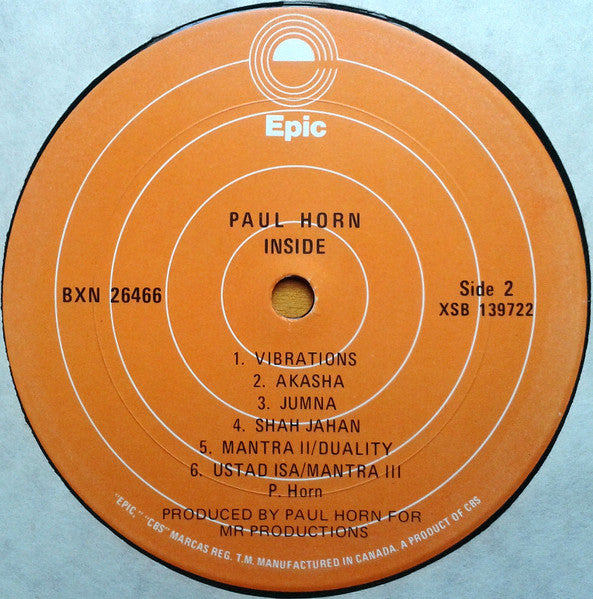 Epic
PAUL HORN
INSIDE
BXN 26466
Side 2
XSB 139722
1. VIBRATIONS
2. AKASHA
3. JUMNA
4. SHAH JAHAN
5. MANTRA II/DUALITY
6. USTAD ISA/MANTRA III
P. Horn
PRODUCED BY PAUL HORN FOR
MR PRODUCTIONS
"EPIC," "CBS" MARCAS REG. T.M. MANUFACTURED IN CANADA. A PRODUCT OF CBS